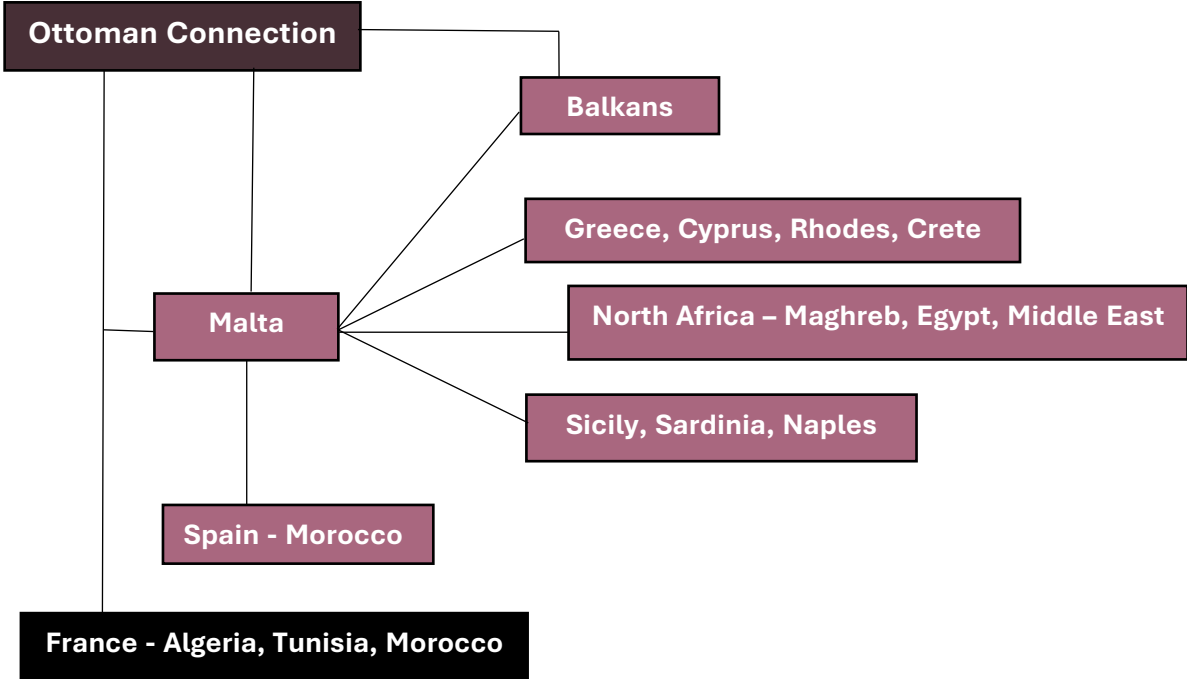 Ottoman Connection
Balkans
Greece, Cyprus, Rhodes, Crete
North Africa – Maghreb, Egypt, Middle East
Malta
Sicily, Sardinia, Naples
Spain - Morocco
France - Algeria, Tunisia, Morocco